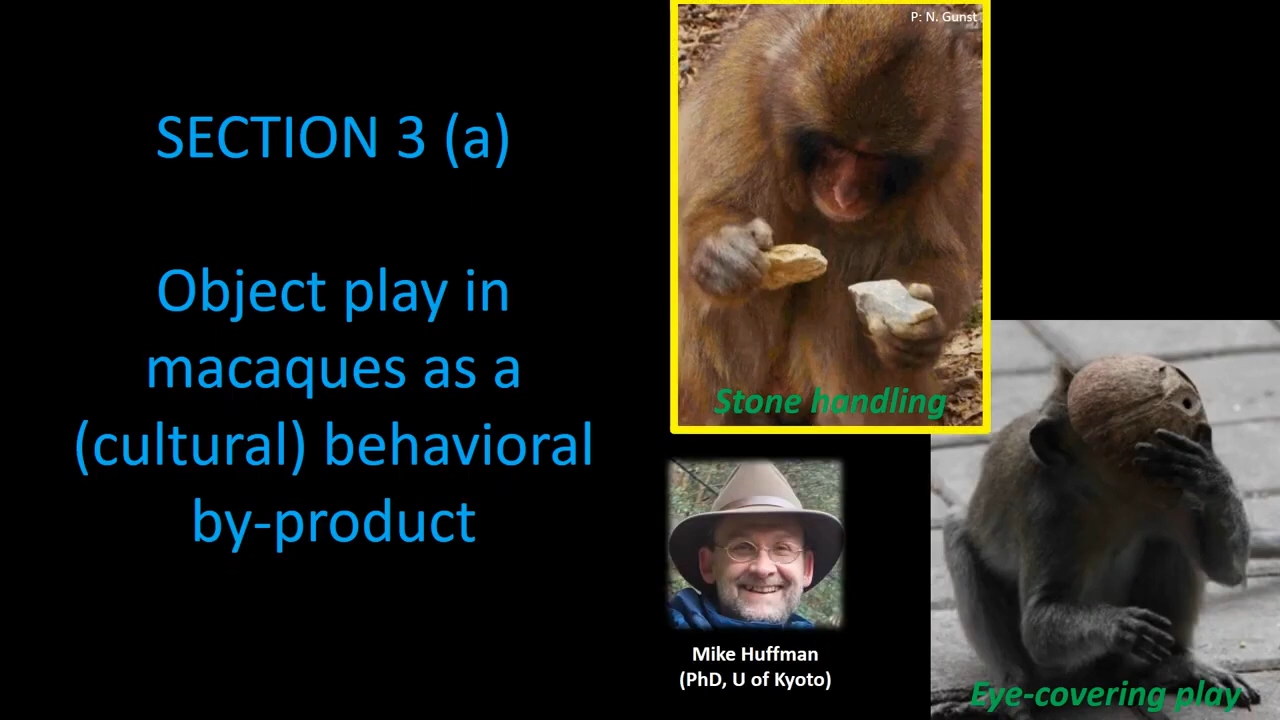 SECTION 3 (a)
Object play in
macaques as a
(cultural) behavioral
by-product
P: N. Gunst
Stone handling
Mike Huffman
(PhD, U of Kyoto)
Eye-covering play